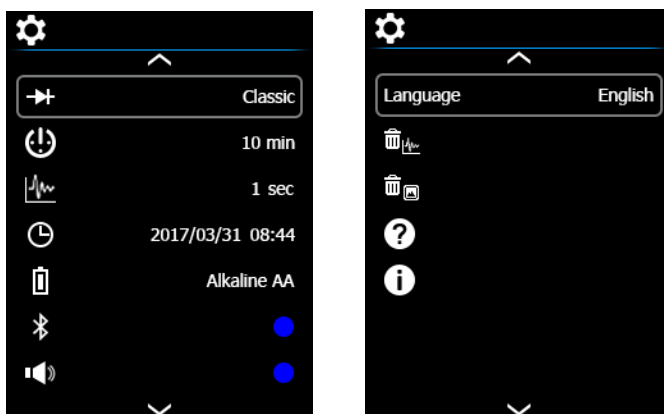 Classic
10 min
1 sec
2017/03/31 08:44
Alkaline AA
Language English